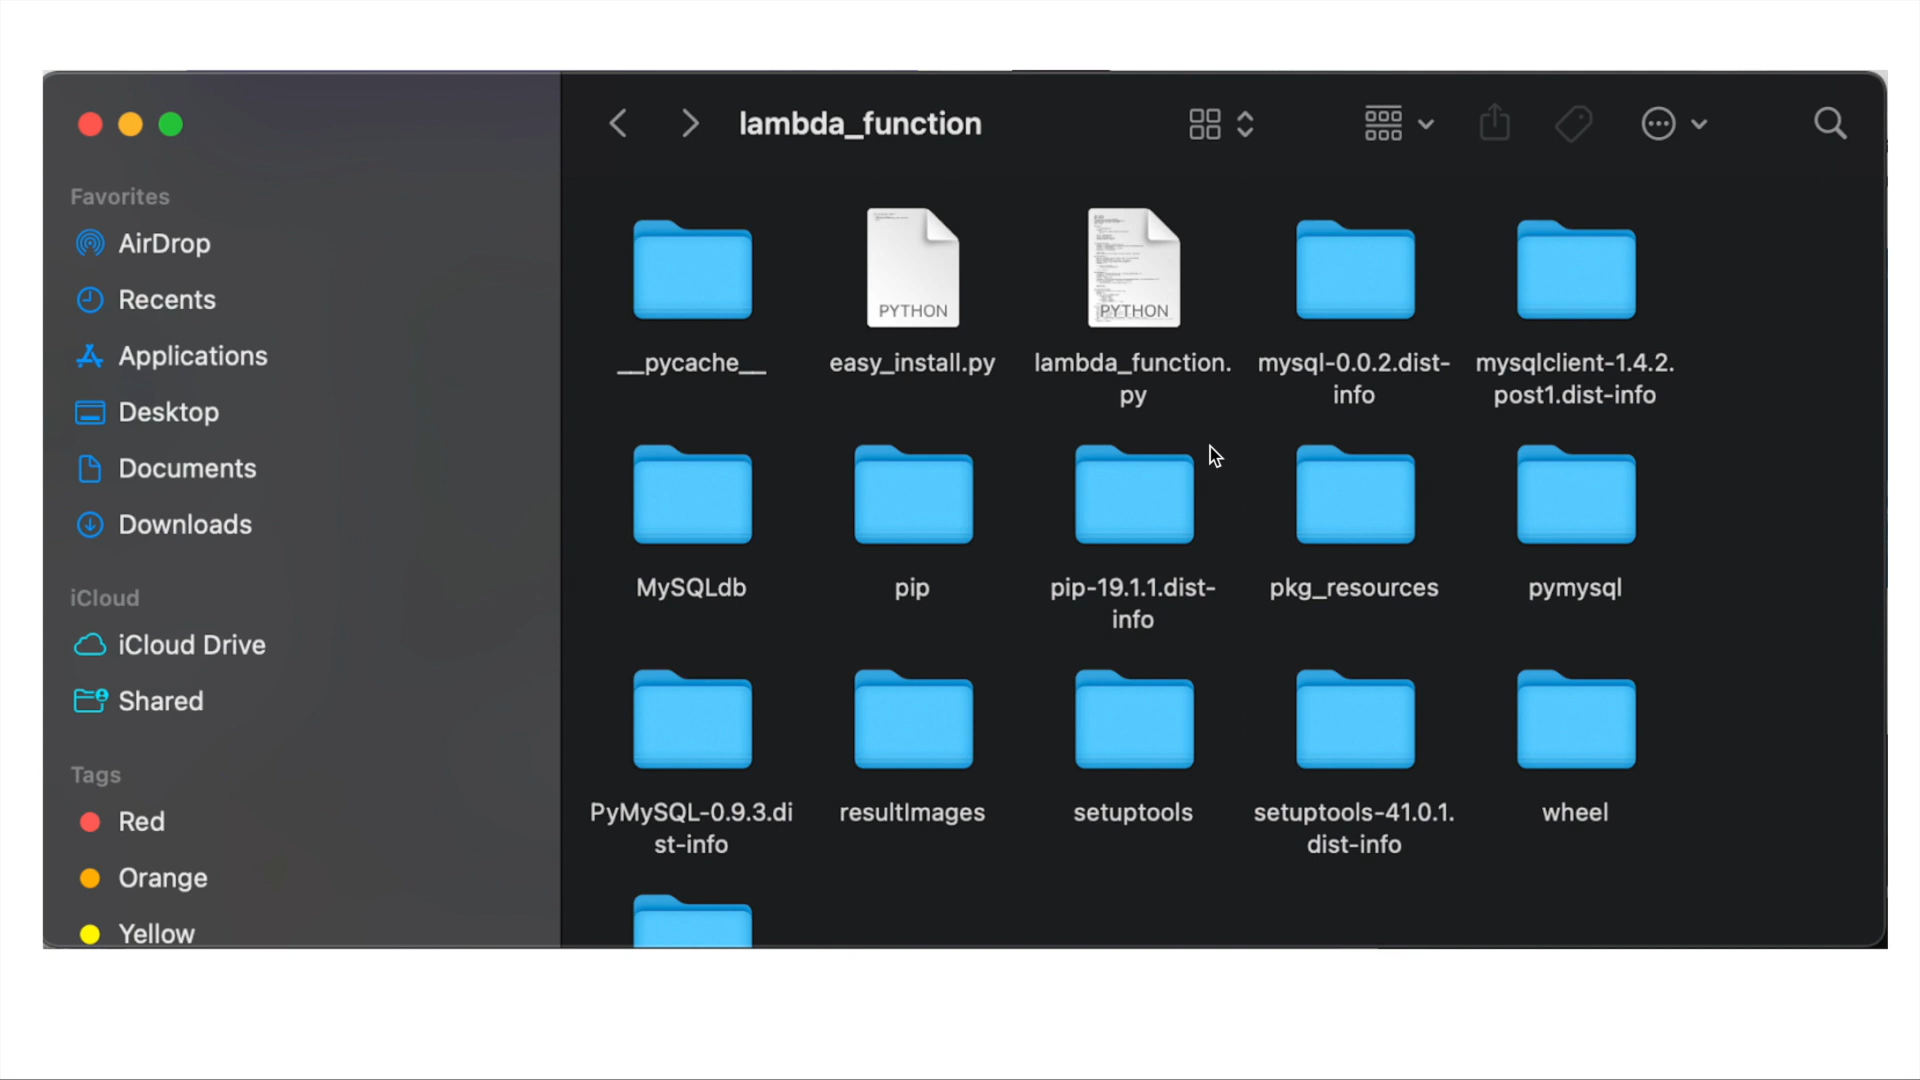 lambda_function
Favorites
AirDrop
Recents
Applications
Desktop
Documents
Downloads
iCloud
iCloud Drive
Shared
Tags
Red
Orange
Yellow
PYTHON
PYTHON
__pycache__
easy_install.py
lambda_function.
py
mysql-0.0.2.dist-
info
mysqlclient-1.4.2.
post1.dist-info
MySQLdb
pip
pip-19.1.1.dist-
info
pkg_resources
pymysql
PyMySQL-0.9.3.di
st-info
resultImages
setuptools
setuptools-41.0.1.
dist-info
wheel